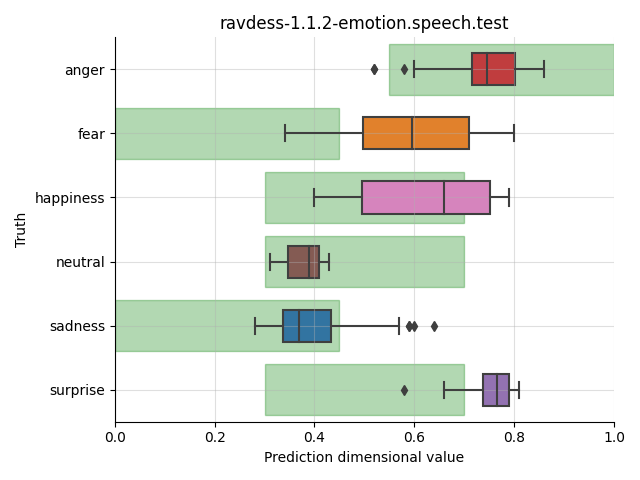 ravdess-1.1.2-emotion.speech.test
anger
fear
happiness
neutral
sadness
surprise
Truth
0.0 0.2 0.4 0.6 0.8 1.0
Prediction dimensional value